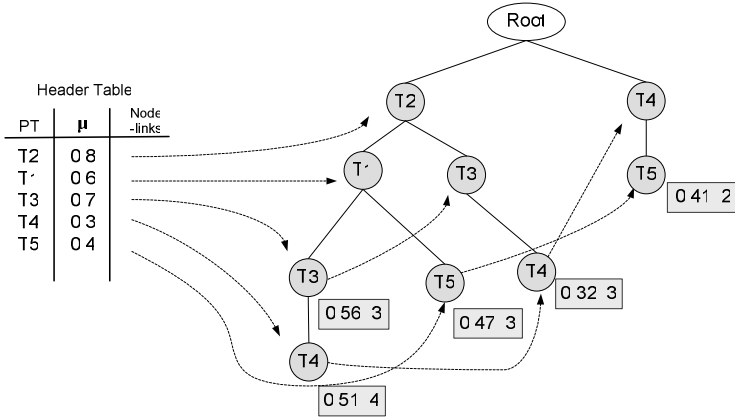 Root
Header Table
PT μ Node-links
T2 0 8
T1 0 6
T3 0 7
T4 0 3
T5 0 4
T2
T4
T1
T3
T5
0 41 2
T3
T5
T4
0 56 3
0 47 3
0 32 3
T4
0 51 4